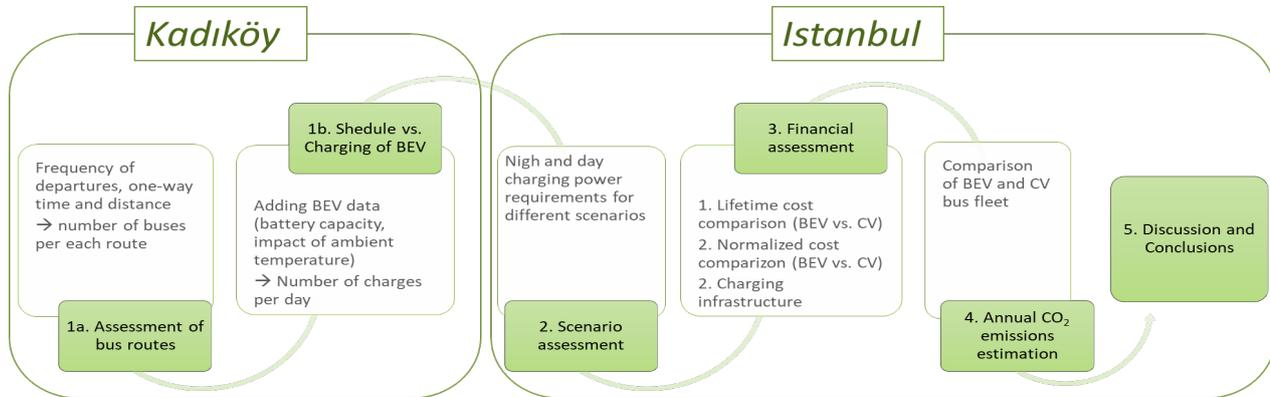 Kadıköy
Istanbul
Frequency of
departures, one-way
time and distance
→ number of buses
per each route
1a. Assessment of
bus routes
1b. Shedule vs.
Charging of BEV
Adding BEV data
(battery capacity,
impact of ambient
temperature)
→ Number of charges
per day
Nigh and day
charging power
requirements for
different scenarios
2. Scenario
assessment
3. Financial
assessment
1. Lifetime cost
comparison (BEV vs. CV)
2. Normalized cost
comparizon (BEV vs. CV)
2. Charging
infrastructure
Comparison
of BEV and CV
bus fleet
4. Annual CO₂
emissions
estimation
5. Discussion and
Conclusions